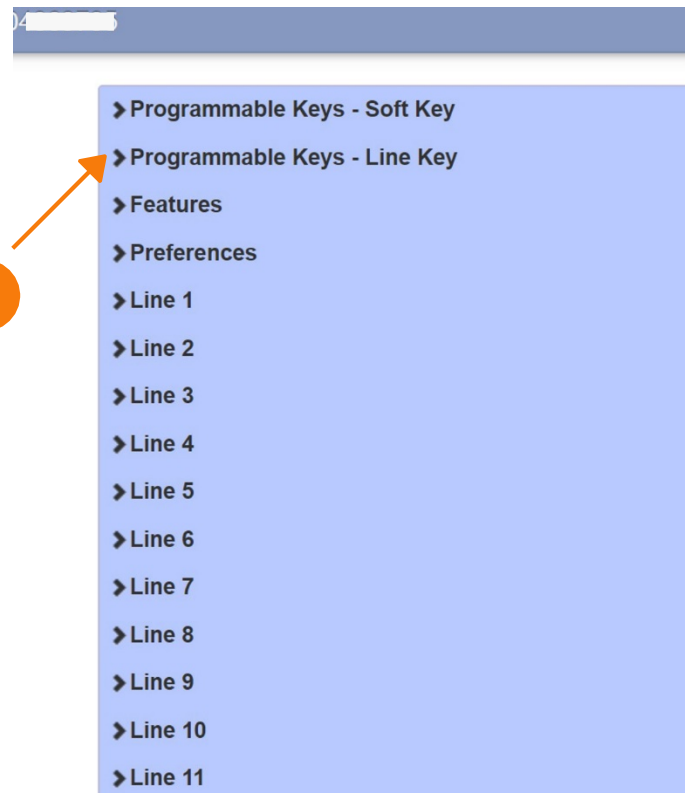 Programmable Keys - Soft Key
Programmable Keys - Line Key
Features
Preferences
Line 1
Line 2
Line 3
Line 4
Line 5
Line 6
Line 7
Line 8
Line 9
Line 10
Line 11